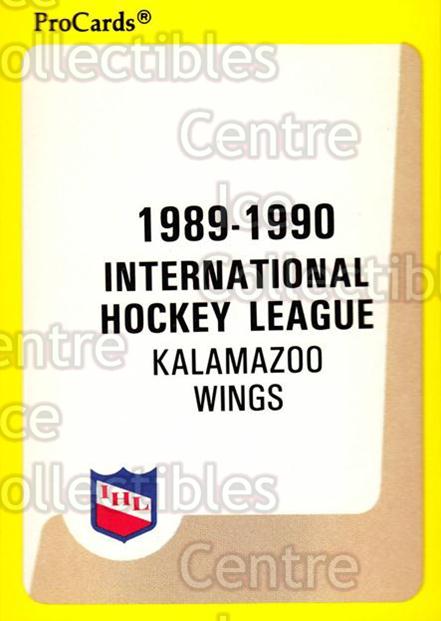 ProCards®
Collectibles
Centre
1989-1990
Ice
INTERNATIONAL
Collectibles
HOCKEY LEAGUE
Centre
KALAMAZOO
WINGS
Ice
Collectibles
IHL
Centre